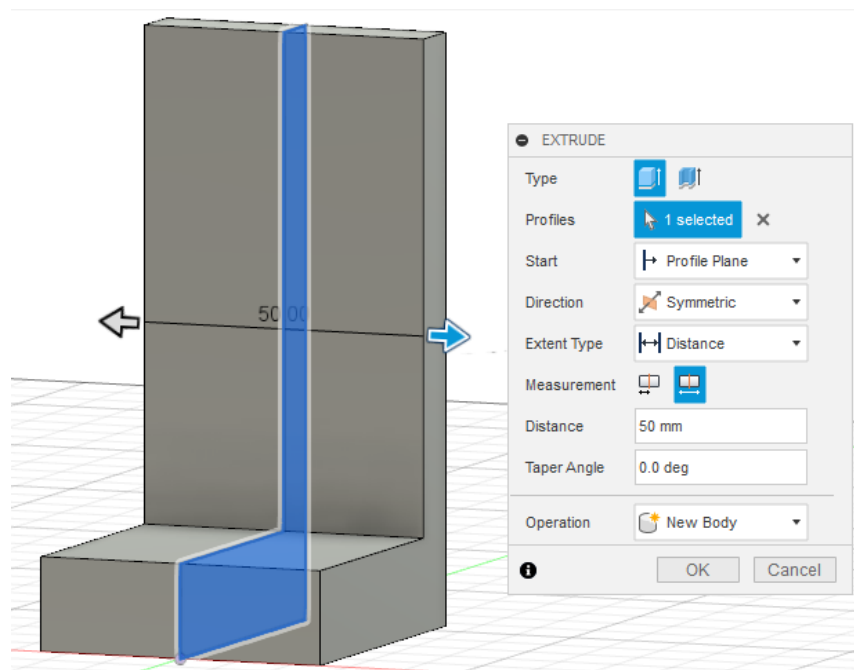 EXTRUDE
Type
Profiles 1 selected
Start Profile Plane
Direction Symmetric
Extent Type Distance
Measurement
Distance 50 mm
Taper Angle 0.0 deg
Operation New Body
OK Cancel
50.00